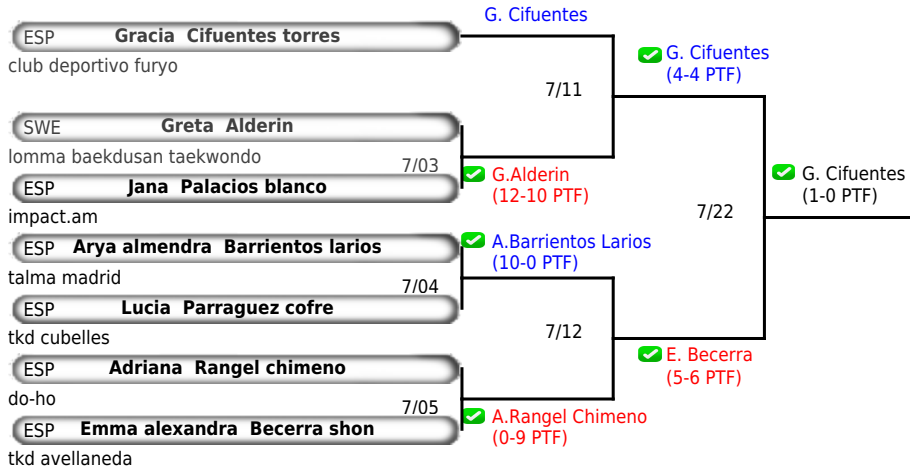 G. Cifuentes
ESP Gracia Cifuentes torres
club deportivo furyo
G. Cifuentes
(4-4 PTF)
7/11
SWE Greta Alderin
lomma baekdusan taekwondo
7/03
G.Alderin
(12-10 PTF)
G. Cifuentes
(1-0 PTF)
ESP Jana Palacios blanco
impact.am
7/22
ESP Arya almendra Barrientos larios
talma madrid
A.Barrientos Larios
(10-0 PTF)
7/04
ESP Lucia Parraguez cofre
tkd cubelles
7/12
E. Becerra
(5-6 PTF)
ESP Adriana Rangel chimeno
do-ho
7/05
A.Rangel Chimeno
(0-9 PTF)
ESP Emma alexandra Becerra shon
tkd avellaneda